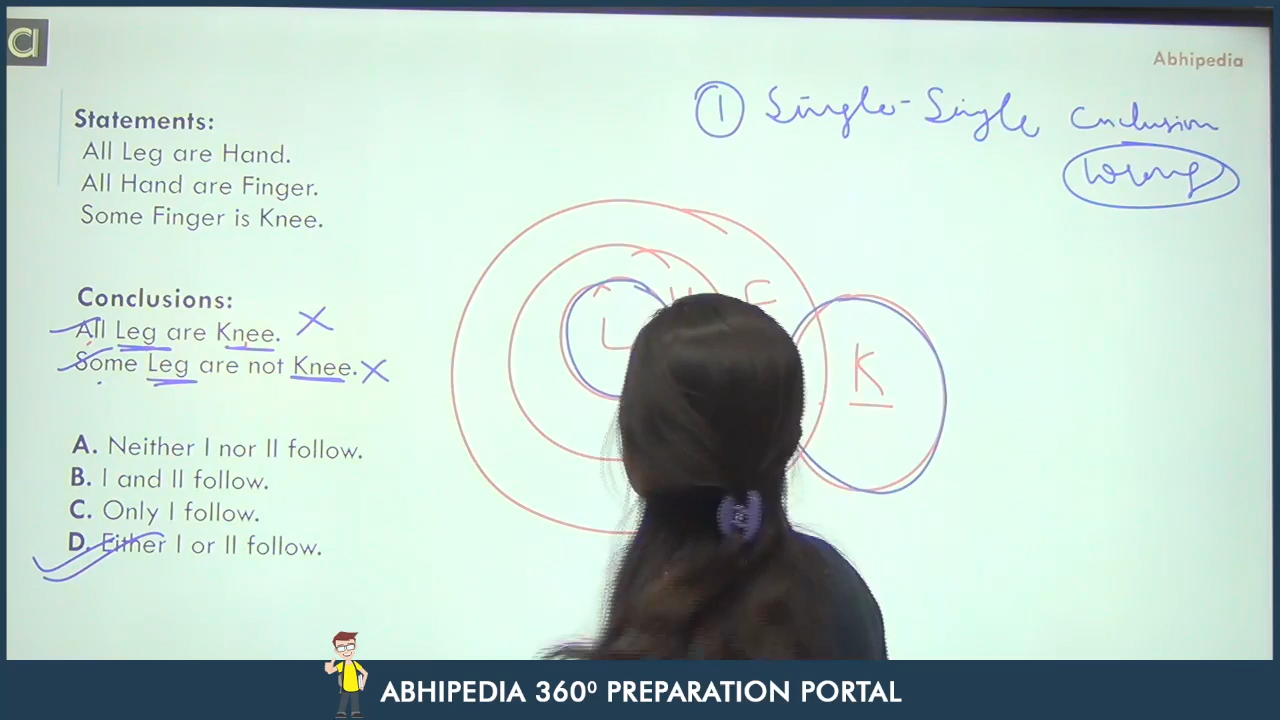 a
Abhipedia
① Single-Single Conclusion
Wrong
Statements:
All Leg are Hand.
All Hand are Finger.
Some Finger is Knee.
Conclusions:
All Leg are Knee. X
Some Leg are not Knee. X
A. Neither I nor II follow.
B. I and II follow.
C. Only I follow.
D. Either I or II follow.
L
F
K
ABHIPEDIA 360⁰ PREPARATION PORTAL